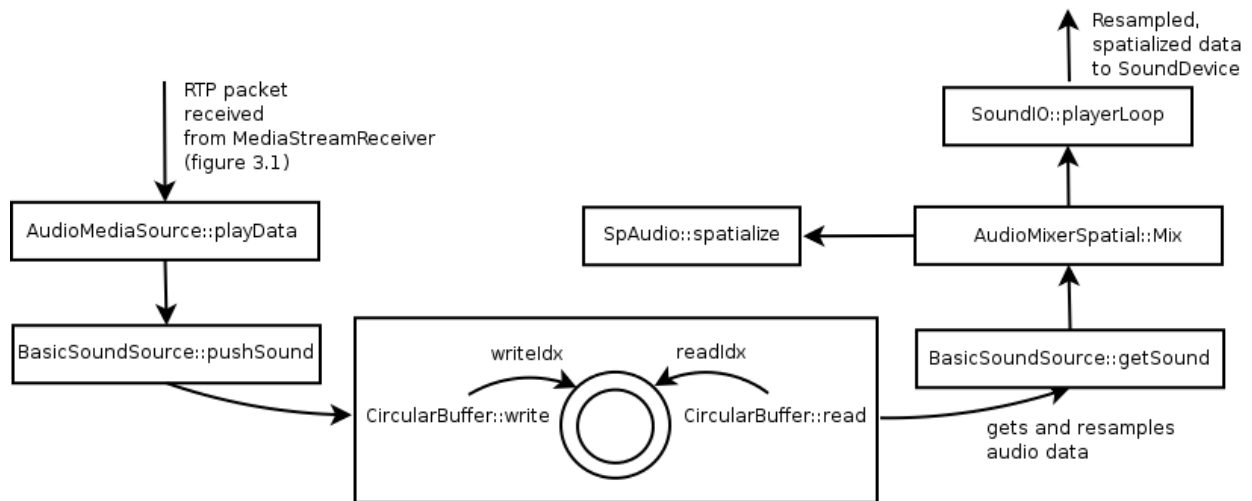 RTP packet
received
from MediaStreamReceiver
(figure 3.1)
AudioMediaSource::playData
BasicSoundSource::pushSound
writeIdx
readIdx
CircularBuffer::write
CircularBuffer::read
gets and resamples
audio data
BasicSoundSource::getSound
SpAudio::spatialize
AudioMixerSpatial::Mix
SoundIO::playerLoop
Resampled,
spatialized data
to SoundDevice